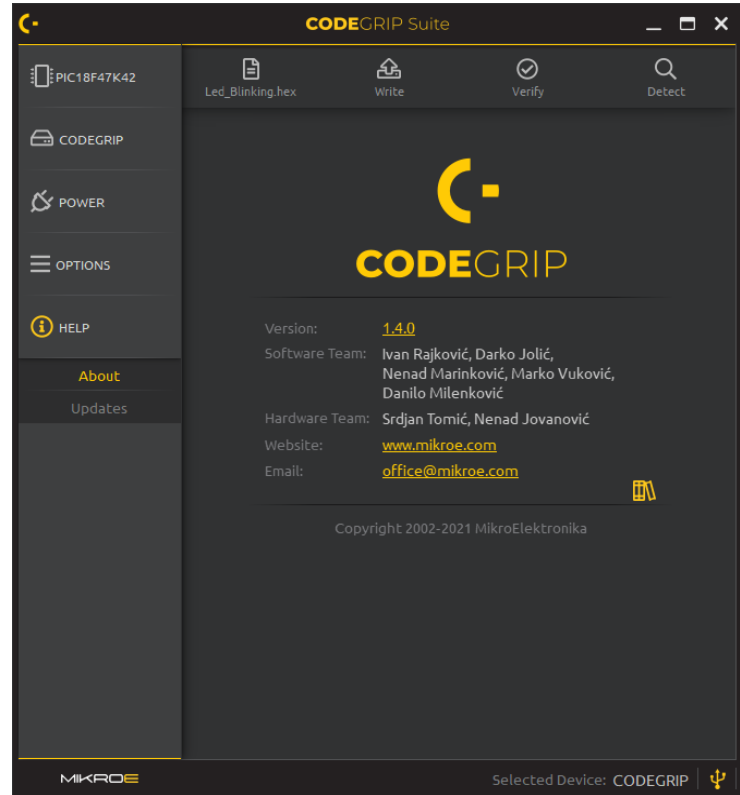 CODEGRIP Suite
PIC18F47K42
Led_Blinking.hex
Write
Verify
Detect
CODEGRIP
POWER
OPTIONS
HELP
About
Updates
CODEGRIP
Version: 1.4.0
Software Team: Ivan Rajković, Darko Jolić,
Nenad Marinković, Marko Vuković,
Danilo Milenković
Hardware Team: Srdjan Tomić, Nenad Jovanović
Website: www.mikroe.com
Email: office@mikroe.com
Copyright 2002-2021 MikroElektronika
MIKROE
Selected Device: CODEGRIP